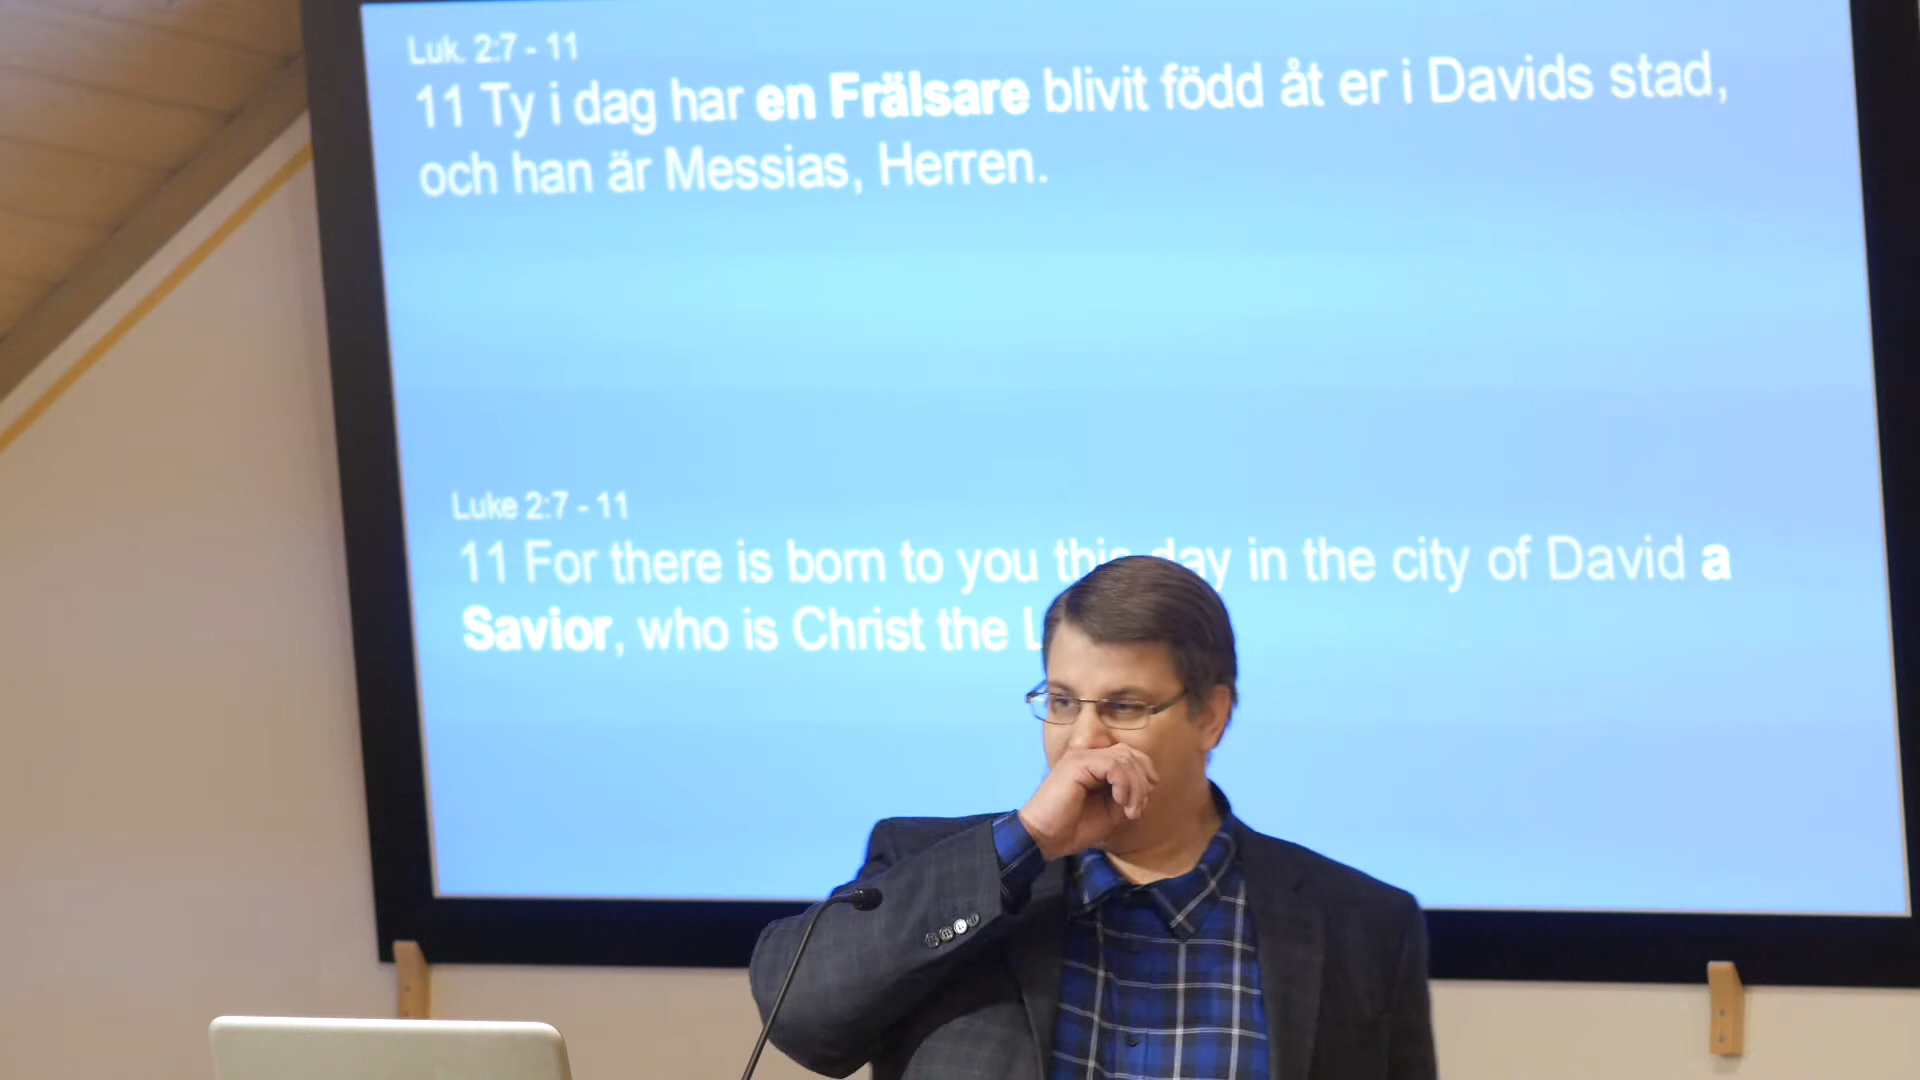 Luk. 2:7 - 11
11 Ty i dag har en Frälsare blivit född åt er i Davids stad,
och han är Messias, Herren.
Luke 2:7 - 11
11 For there is born to you this day in the city of David a
Savior, who is Christ the